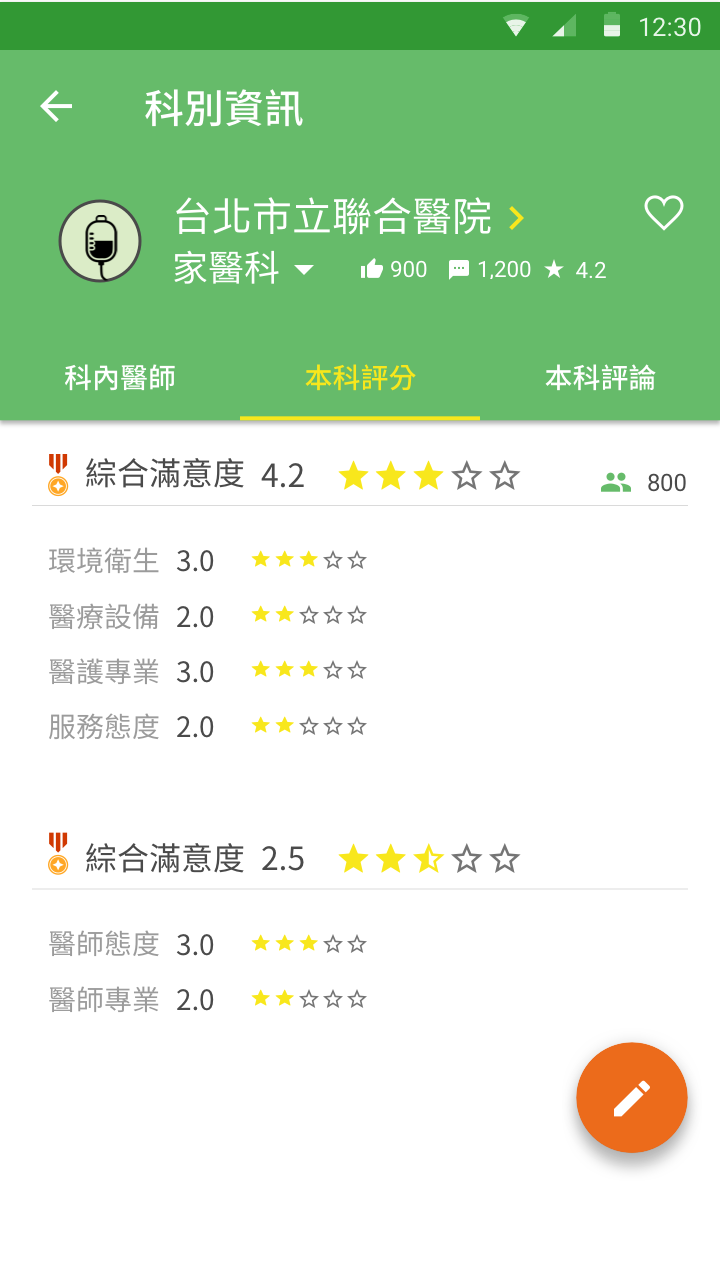 12:30
科別資訊
台北市立聯合醫院
家醫科 900 1,200 4.2
科內醫師 本科評分 本科評論
綜合滿意度 4.2 800
環境衛生 3.0
醫療設備 2.0
醫護專業 3.0
服務態度 2.0
綜合滿意度 2.5
醫師態度 3.0
醫師專業 2.0